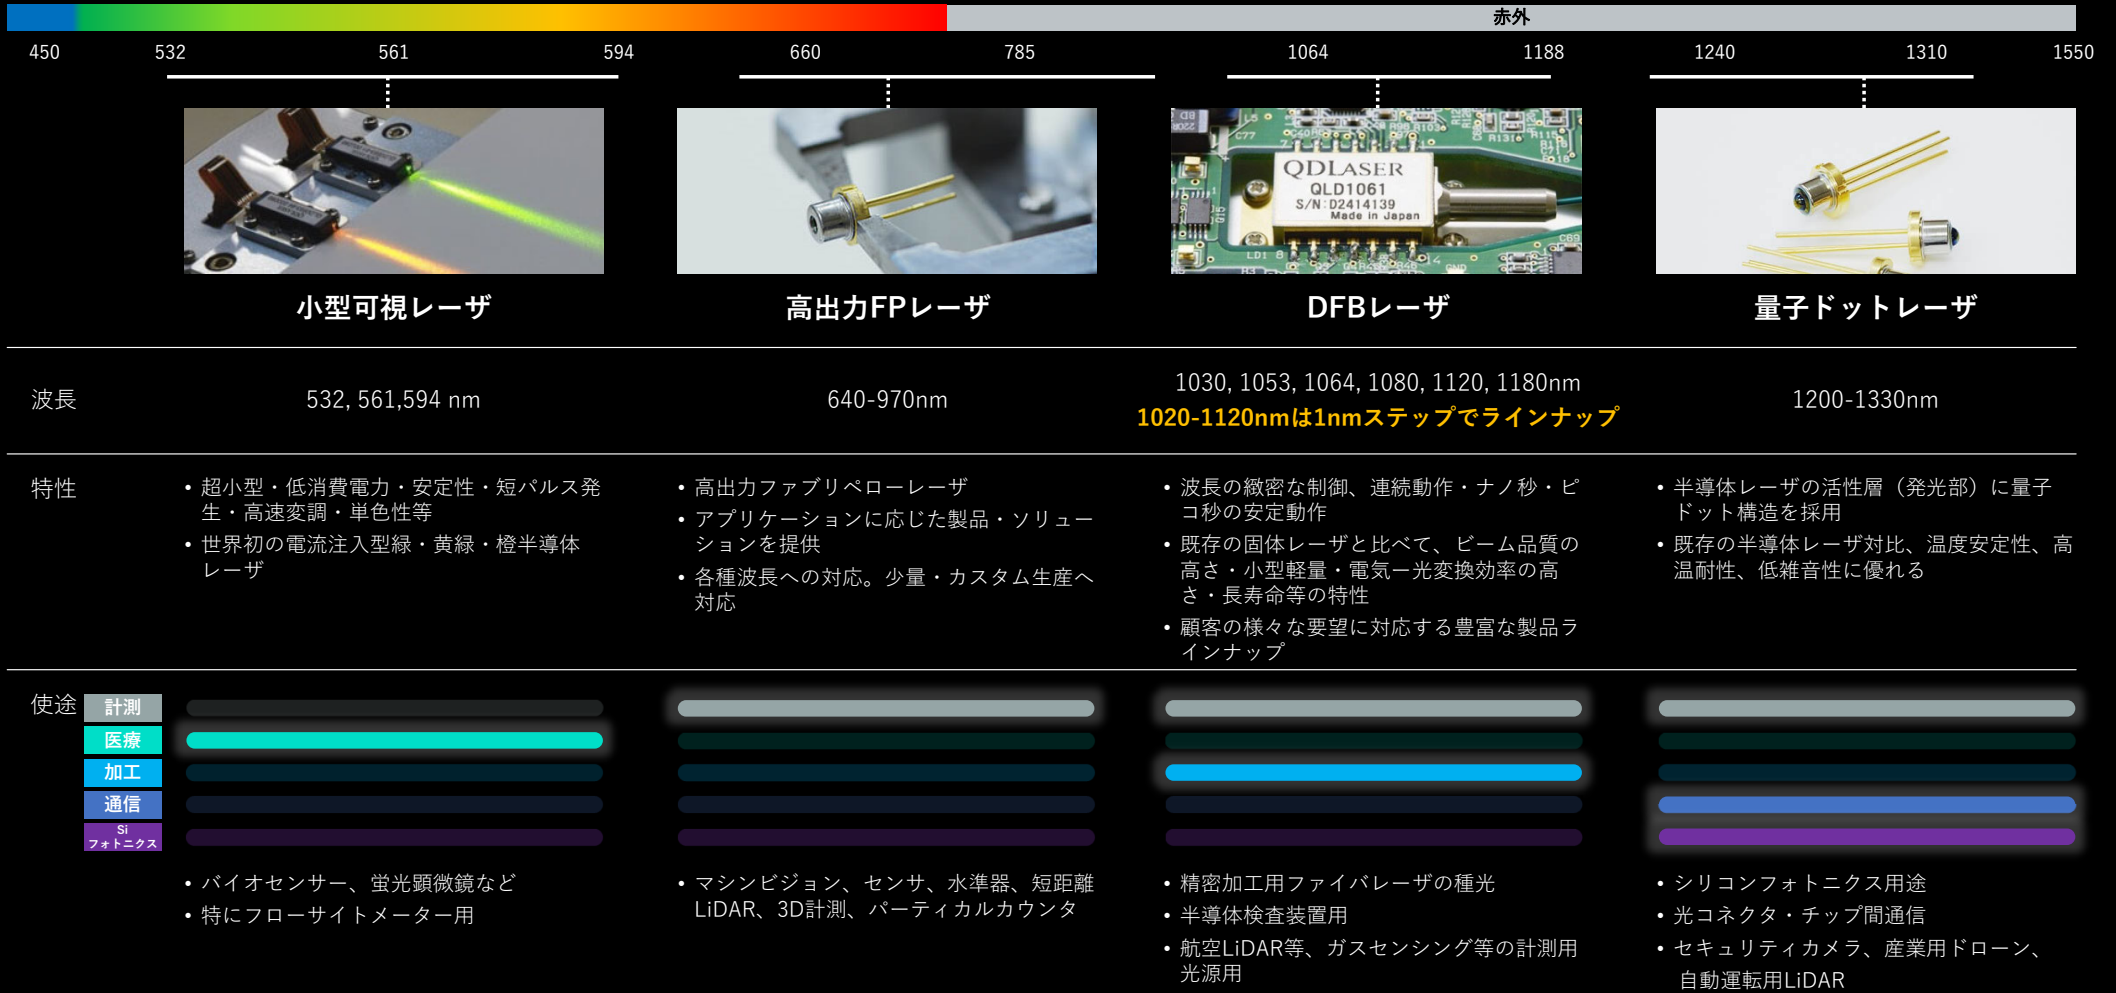 赤外
450 532 561 594 660 785 1064 1188 1240 1310 1550
QDLASER
QLD1061
S/N:D2414139
Made in Japan
小型可視レーザ
高出力FPレーザ
DFBレーザ
量子ドットレーザ
波長
532, 561,594 nm
640-970nm
1030, 1053, 1064, 1080, 1120, 1180nm
1020-1120nmは1nmステップでラインナップ
1200-1330nm
特性
• 超小型・低消費電力・安定性・短パルス発
生・高速変調・単色性等
• 世界初の電流注入型緑・黄緑・橙半導体
レーザ
• 高出力ファブリペローレーザ
• アプリケーションに応じた製品・ソリュー
ションを提供
• 各種波長への対応。少量・カスタム生産へ
対応
• 波長の緻密な制御、連続動作・ナノ秒・ピ
コ秒の安定動作
• 既存の固体レーザと比べて、ビーム品質の
高さ・小型軽量・電気ー光変換効率の高
さ・長寿命等の特性
• 顧客の様々な要望に対応する豊富な製品ラ
インナップ
• 半導体レーザの活性層（発光部）に量子
ドット構造を採用
• 既存の半導体レーザ対比、温度安定性、高
温耐性、低雑音性に優れる
使途
計測
医療
加工
通信
Si
フォトニクス
• バイオセンサー、蛍光顕微鏡など
• 特にフローサイトメーター用
• マシンビジョン、センサ、水準器、短距離
LiDAR、3D計測、パーティカルカウンタ
• 精密加工用ファイバレーザの種光
• 半導体検査装置用
• 航空LiDAR等、ガスセンシング等の計測用
光源用
• シリコンフォトニクス用途
• 光コネクタ・チップ間通信
• セキュリティカメラ、産業用ドローン、
自動運転用LiDAR